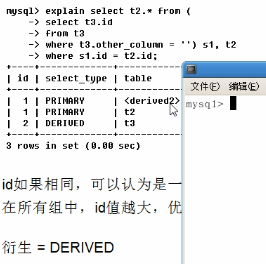 mysql> explain select t2.* from (
-> select t3.id
-> from t3
-> where t3.other_column = '') s1, t2
-> where s1.id = t2.id;
+----+-------------+------------
| id | select_type | table
+----+-------------+------------
| 1 | PRIMARY | <derived2>
| 1 | PRIMARY | t2
| 2 | DERIVED | t3
+----+-------------+------------
3 rows in set (0.00 sec)
文件(F) 编辑(E)
mysql>
id如果相同，可以认为是一
在所有组中，id值越大，优
衍生 = DERIVED